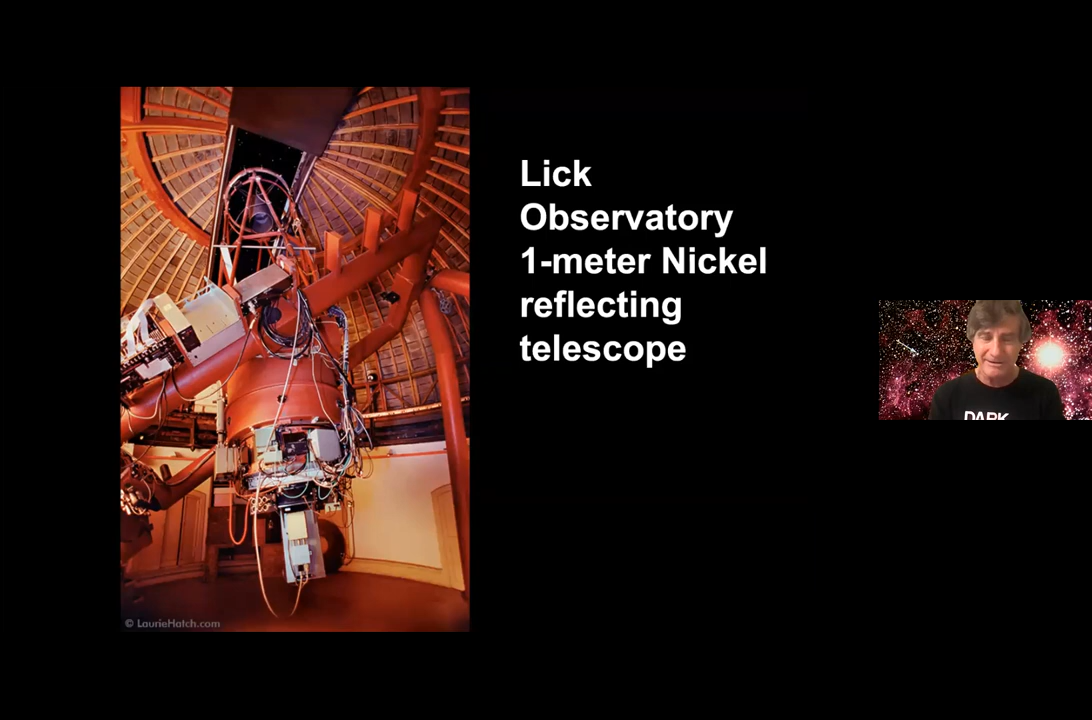 Lick
Observatory
1-meter Nickel
reflecting
telescope
DARK
© LaurieHatch.com